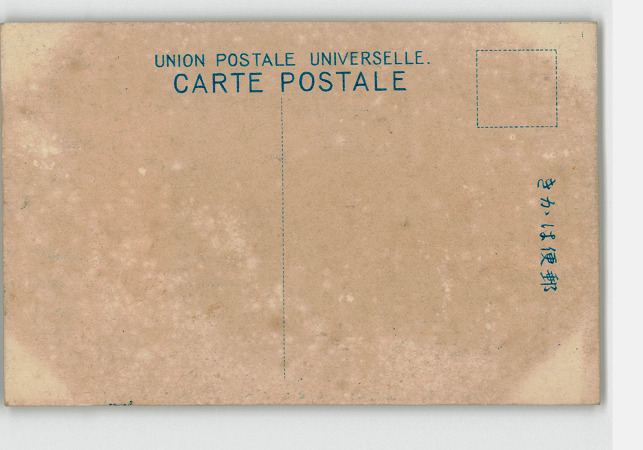 UNION POSTALE UNIVERSELLE.
CARTE POSTALE
郵便はかき